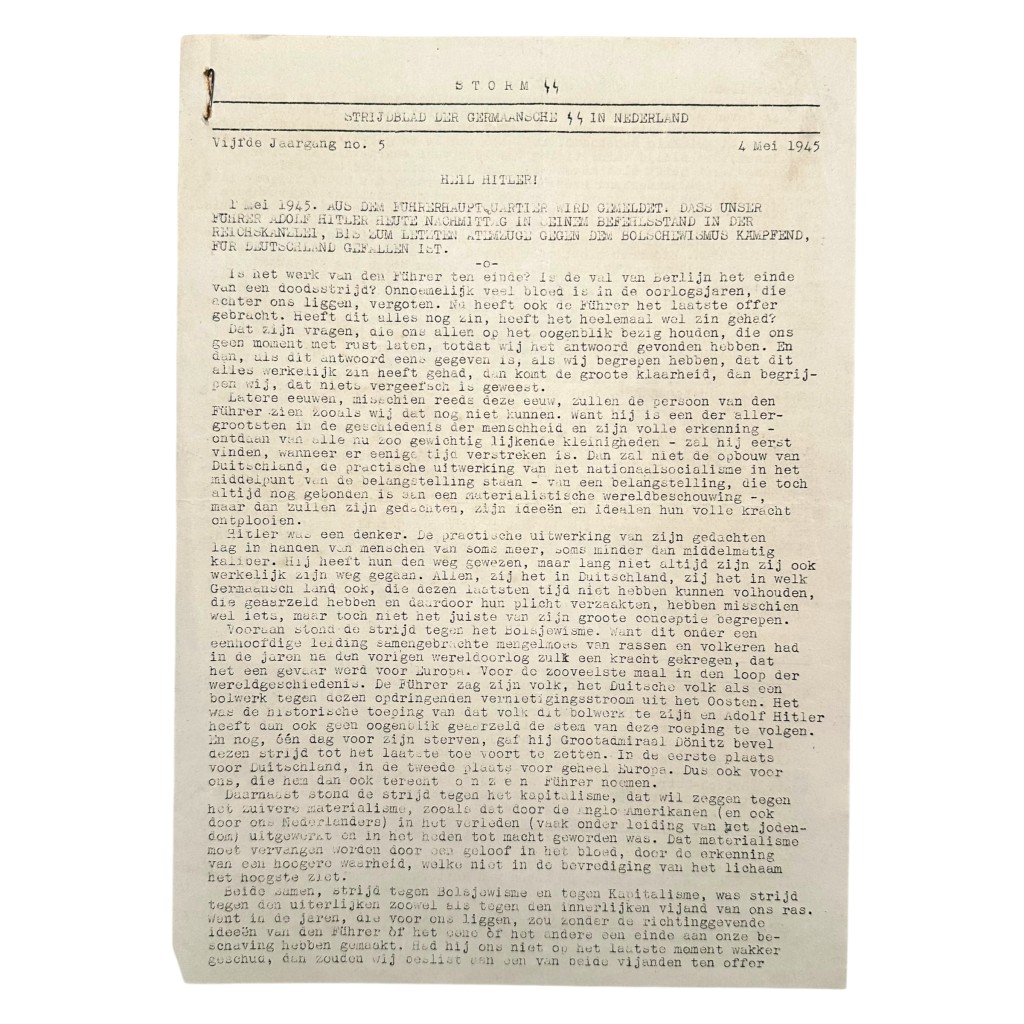 STORM ᛋᛋ
STRIJDBLAD DER GERMAANSCHE ᛋᛋ IN NEDERLAND
Vijfde Jaargang no. 5 4 Mei 1945
HEIL HITLER!
1 Mei 1945. AUS DEM FÜHRERHAUPTQUARTIER WIRD GEMELDET: DASS UNSER
FÜHRER ADOLF HITLER HEUTE NACHMITTAG IN SEINEM BEFEHLSSTAND IN DER
REICHSKANZLEI, BIS ZUM LETZTEN ATEMZUGE GEGEN DEM BOLSCHEWISMUS KÄMPFEND,
FÜR DEUTSCHLAND GEFALLEN IST.
-o-
Is het werk van den Führer ten einde? Is de val van Berlijn het einde
van een doodsstrijd? Onnoemelijk veel bloed is in de oorlogsjaren, die
achter ons liggen, vergoten. Nu heeft ook de Führer het laatste offer
gebracht. Heeft dit alles nog zin, heeft het heelemaal wel zin gehad?
Dat zijn vragen, die ons allen op het oogenblik bezig houden, die ons
geen moment met rust laten, totdat wij het antwoord gevonden hebben. En
dan, als dit antwoord eens gegeven is, als wij begrepen hebben, dat dit
alles werkelijk zin heeft gehad, dan komt de groote klaarheid, dan begrij-
pen wij, dat niets vergeefsch is geweest.
Latere eeuwen, misschien reeds deze eeuw, zullen de persoon van den
Führer zien zooals wij dat nog niet kunnen. Want hij is een der aller-
grootsten in de geschiedenis der menschheid en zijn volle erkenning -
ontdaan van alle nu zoo gewichtig lijkende kleinigheden - zal hij eerst
vinden, wanneer er eenige tijd verstreken is. Dan zal niet de opbouw van
Duitschland, de practische uitwerking van het nationaalsocialisme in het
middelpunt van de belangstelling staan - van een belangstelling, die toch
altijd nog gebonden is aan een materialistische wereldbeschouwing -,
maar dan zullen zijn gedachten, zijn ideeën en idealen hun volle kracht
ontplooien.
Hitler was een denker. De practische uitwerking van zijn gedachten
lag in handen van menschen van soms meer, soms minder dan middelmatig
kaliber. Hij heeft hun den weg gewezen, maar lang niet altijd zijn zij ook
werkelijk zijn weg gegaan. Allen, zij het in Duitschland, zij het in welk
Germaansch land ook, die dezen laatsten tijd niet hebben kunnen volhouden,
die geaarzeld hebben en daardoor hun plicht verzaakten, hebben misschien
wel iets, maar toch niet het juiste van zijn groote conceptie begrepen.
Vooraan stond de strijd tegen het Bolsjewisme. Want dit onder een
eenhoofdige leiding samengebrachte mengelmoes van rassen en volkeren had
in de jaren na den vorigen wereldoorlog zulk een kracht gekregen, dat
het een gevaar werd voor Europa. Voor de zooveelste maal in den loop der
wereldgeschiedenis. De Führer zag zijn volk, het Duitsche volk als een
bolwerk tegen dezen opdringenden vernietigingsstroom uit het Oosten. Het
was de historische roeping van dat volk dit bolwerk te zijn en Adolf Hitler
heeft dan ook geen oogenblik geaarzeld de stem van deze roeping te volgen.
En nog, één dag voor zijn sterven, gaf hij Grootadmiraal Dönitz bevel
dezen strijd tot het laatste toe voort te zetten. In de eerste plaats
voor Duitschland, in de tweede plaats voor geheel Europa. Dus ook voor
ons, die hem dan ook terecht o n z e n Führer noemen.
Daarnaast stond de strijd tegen het kapitalisme, dat wil zeggen tegen
het zuivere materialisme, zooals dat door de Anglo-Amerikanen (en ook
door ons Nederlanders) in het verleden (vaak onder leiding van het joden-
dom) uitgewerkt en in het heden tot macht geworden was. Dat materialisme
moet vervangen worden door een geloof in het bloed, door de erkenning
van een hoogere waarheid, welke niet in de bevrediging van het lichaam
het hoogste ziet.
Beide samen, strijd tegen Bolsjewisme en tegen Kapitalisme, was strijd
tegen den uiterlijken zoowel als tegen den innerlijken vijand van ons ras.
Want in de jaren, die voor ons liggen, zou zonder de richtinggevende
ideeën van den Führer òf het eene òf het andere een einde aan onze be-
schaving hebben gemaakt. Had hij ons niet op het laatste moment wakker
geschud, dan zouden wij beslist aan een van beide vijanden ten offer